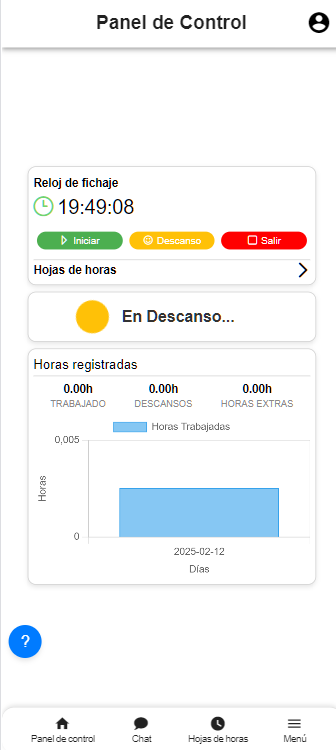 Panel de Control
Reloj de fichaje
19:49:08
Iniciar Descanso Salir
Hojas de horas
En Descanso...
Horas registradas
0.00h 0.00h 0.00h
TRABAJADO DESCANSOS HORAS EXTRAS
Horas Trabajadas
0,005
Horas
0
2025-02-12
Días
?
Panel de control Chat Hojas de horas Menú